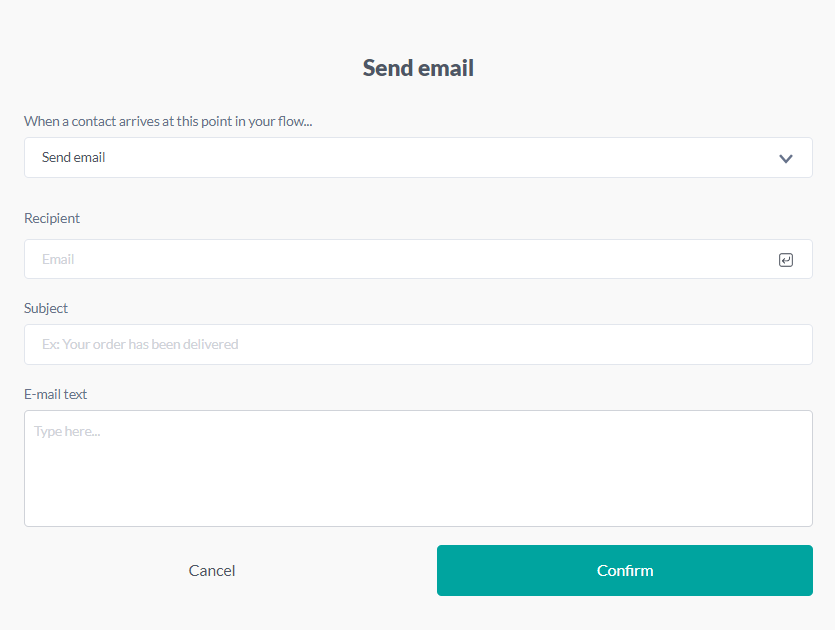 Send email
When a contact arrives at this point in your flow...
Send email
Recipient
Email
Subject
Ex: Your order has been delivered
E-mail text
Type here...
Cancel
Confirm